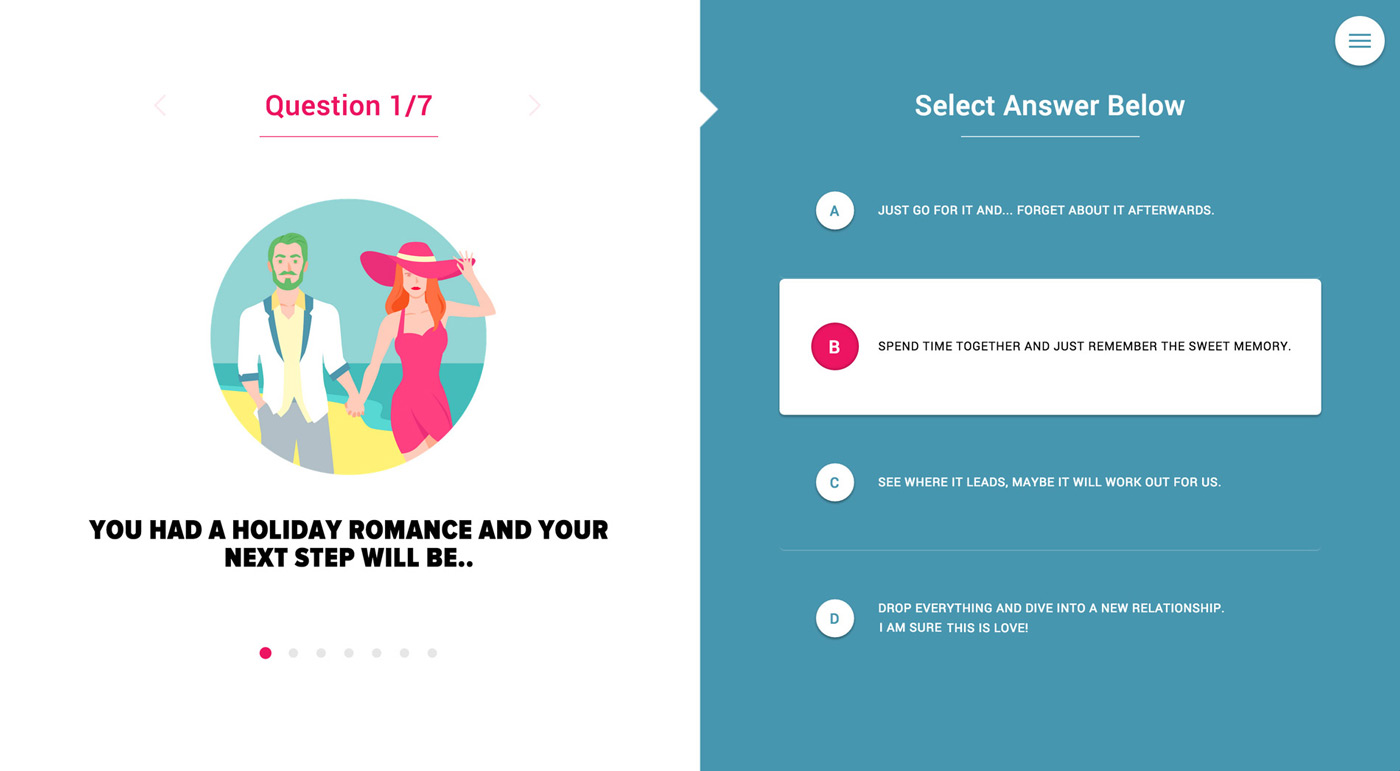 Question 1/7
YOU HAD A HOLIDAY ROMANCE AND YOUR
NEXT STEP WILL BE..
Select Answer Below
A JUST GO FOR IT AND... FORGET ABOUT IT AFTERWARDS.
B SPEND TIME TOGETHER AND JUST REMEMBER THE SWEET MEMORY.
C SEE WHERE IT LEADS, MAYBE IT WILL WORK OUT FOR US.
D DROP EVERYTHING AND DIVE INTO A NEW RELATIONSHIP.
I AM SURE THIS IS LOVE!